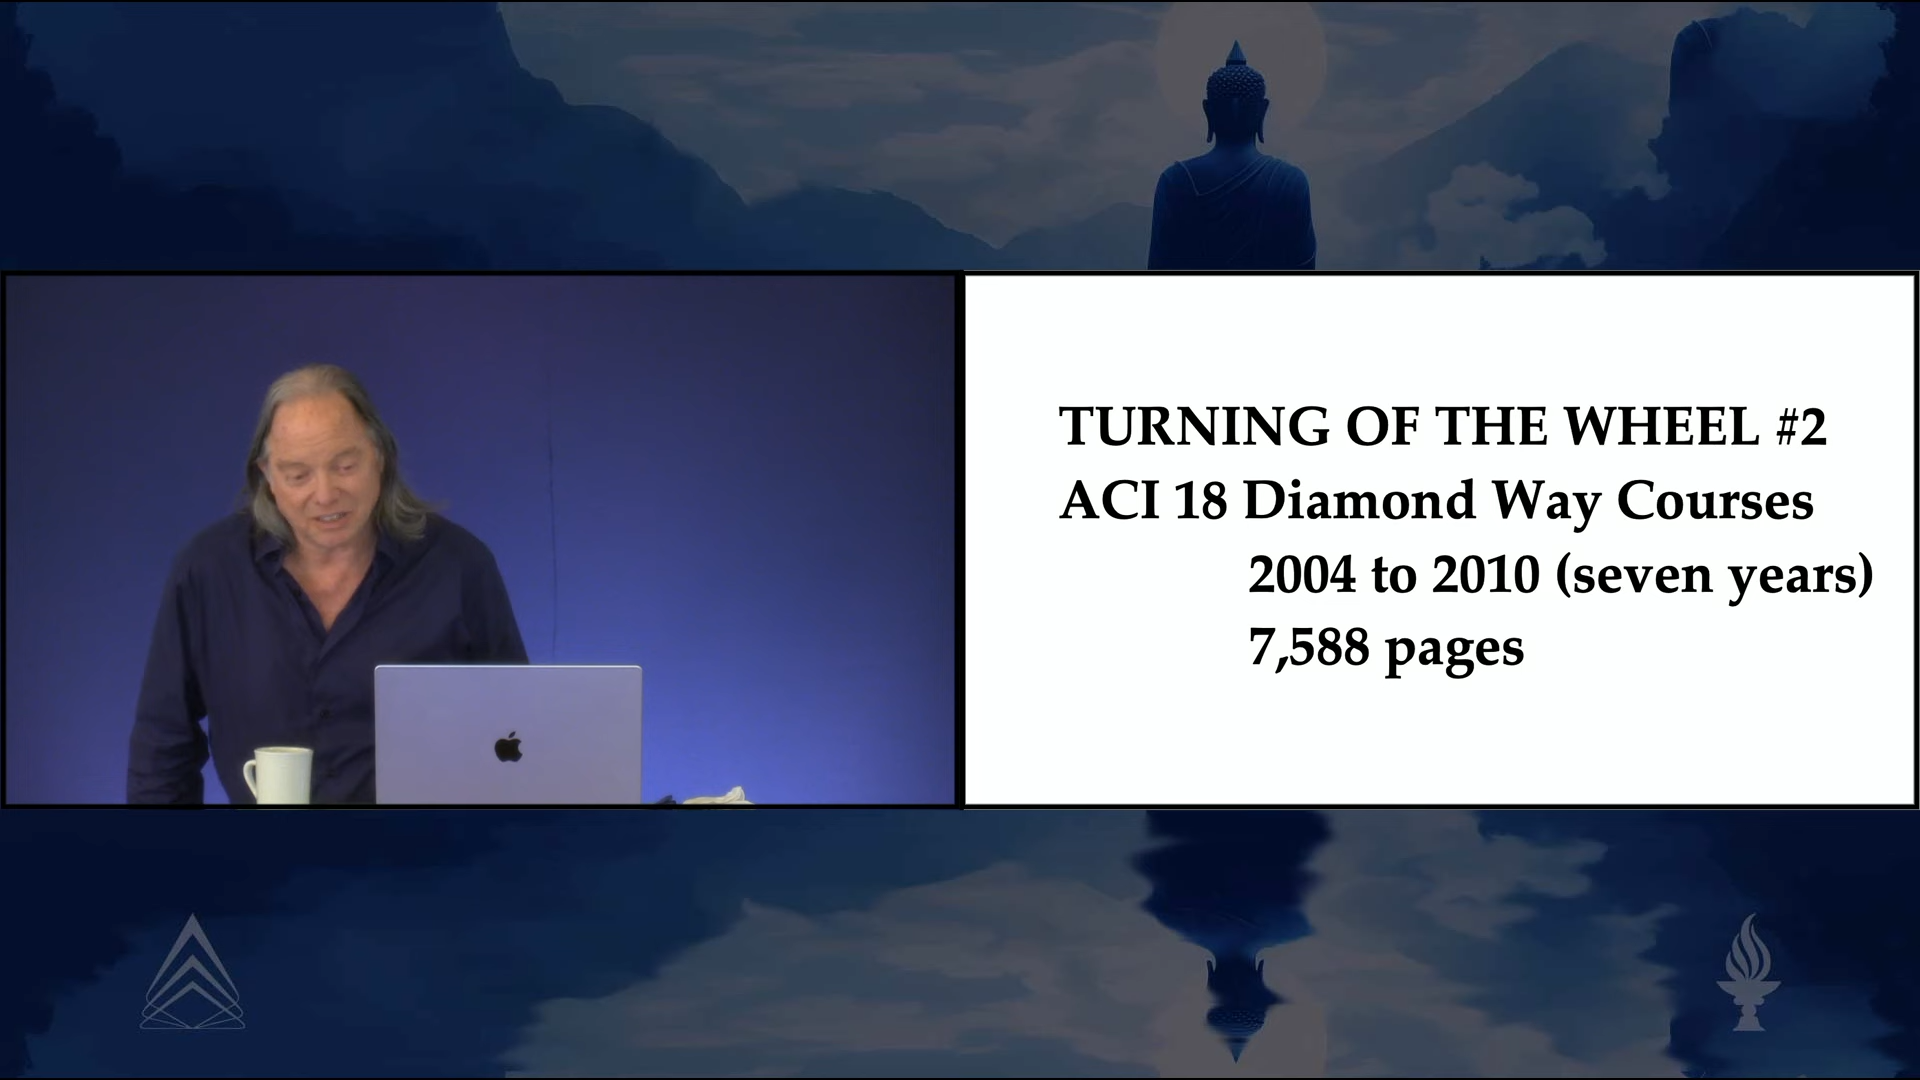 TURNING OF THE WHEEL #2
ACI 18 Diamond Way Courses
2004 to 2010 (seven years)
7,588 pages